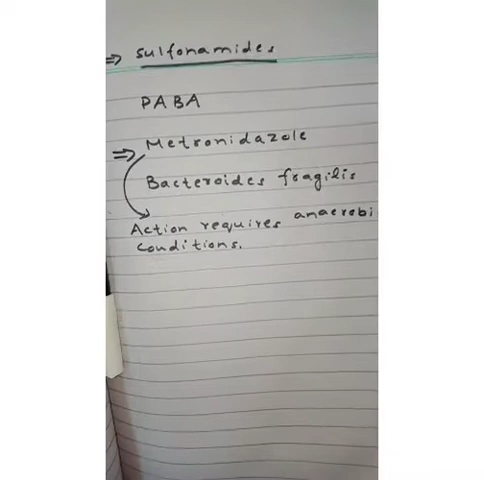 ⇒ sulfonamides
PABA
⇒ Metronidazole
Bacteroides fragilis
Action requires anaerobi
conditions.